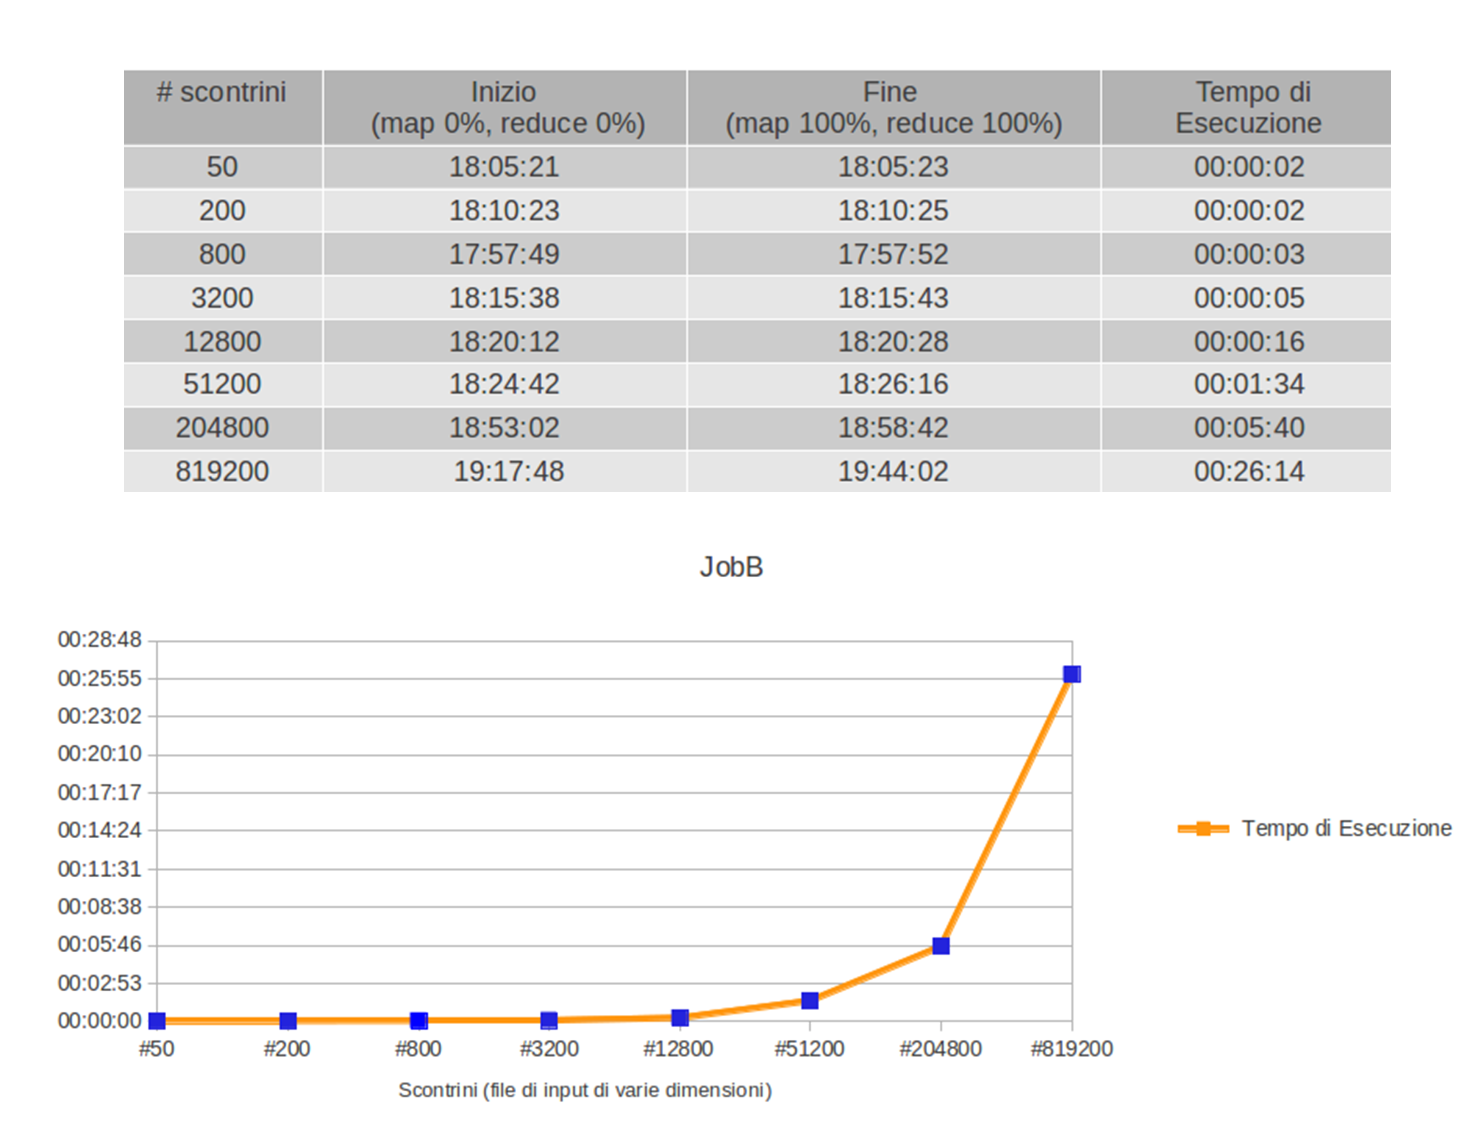 # scontrini Inizio Fine Tempo di
(map 0%, reduce 0%) (map 100%, reduce 100%) Esecuzione
50 18:05:21 18:05:23 00:00:02
200 18:10:23 18:10:25 00:00:02
800 17:57:49 17:57:52 00:00:03
3200 18:15:38 18:15:43 00:00:05
12800 18:20:12 18:20:28 00:00:16
51200 18:24:42 18:26:16 00:01:34
204800 18:53:02 18:58:42 00:05:40
819200 19:17:48 19:44:02 00:26:14
JobB
00:28:48
00:25:55
00:23:02
00:20:10
00:17:17
00:14:24
00:11:31
00:08:38
00:05:46
00:02:53
00:00:00
#50 #200 #800 #3200 #12800 #51200 #204800 #819200
Scontrini (file di input di varie dimensioni)
Tempo di Esecuzione